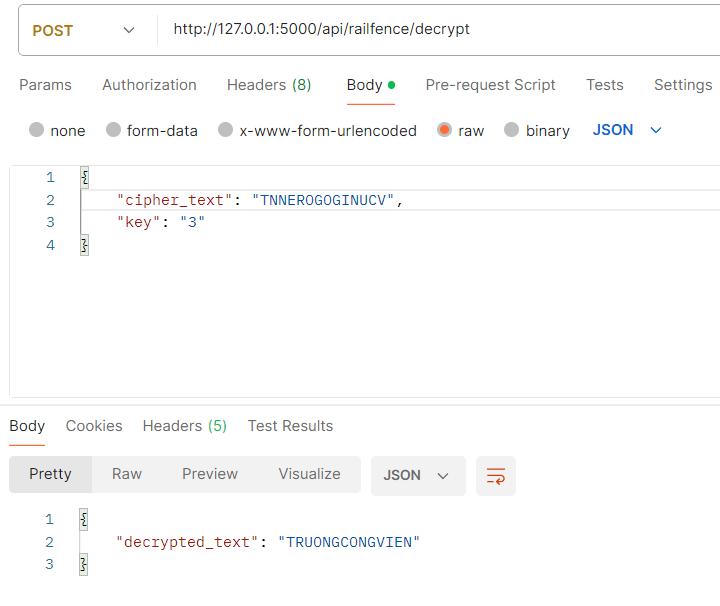 POST http://127.0.0.1:5000/api/railfence/decrypt
Params Authorization Headers (8) Body Pre-request Script Tests Settings
none form-data x-www-form-urlencoded raw binary JSON
1 {
2 "cipher_text": "TNNEROGOGINUCV",
3 "key": "3"
4 }
Body Cookies Headers (5) Test Results
Pretty Raw Preview Visualize JSON
1 {
2 "decrypted_text": "TRUONGCONGVIEN"
3 }